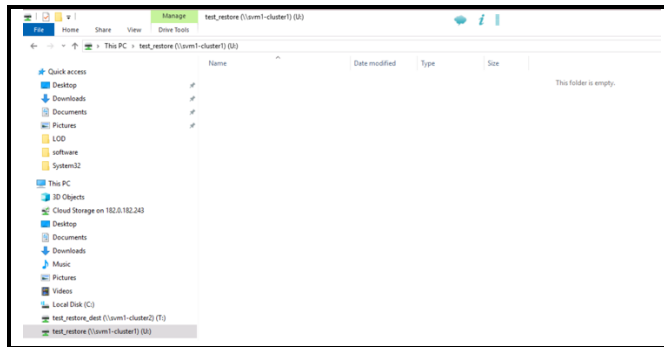 Manage
test_restore (\\svm1-cluster1) (U:)
File
Home
Share
View
Drive Tools
This PC
test_restore (\\svm1-cluster1) (U:)
Name
Date modified
Type
Size
This folder is empty.
Quick access
Desktop
Downloads
Documents
Pictures
LOD
software
System32
This PC
3D Objects
Cloud Storage on 182.0.182.243
Desktop
Documents
Downloads
Music
Pictures
Videos
Local Disk (C:)
test_restore_dest (\\svm1-cluster2) (T:)
test_restore (\\svm1-cluster1) (U:)